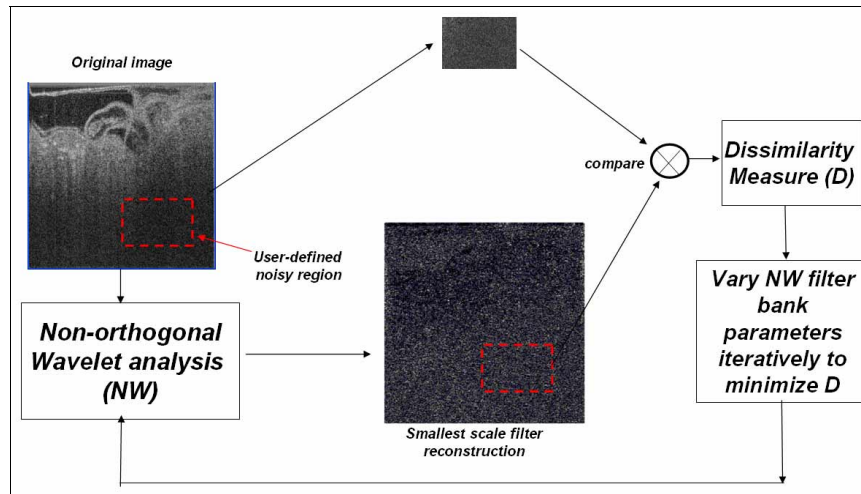 Original image
compare
Dissimilarity
Measure (D)
User-defined
noisy region
Non-orthogonal
Wavelet analysis
(NW)
Vary NW filter
bank
parameters
iteratively to
minimize D
Smallest scale filter
reconstruction